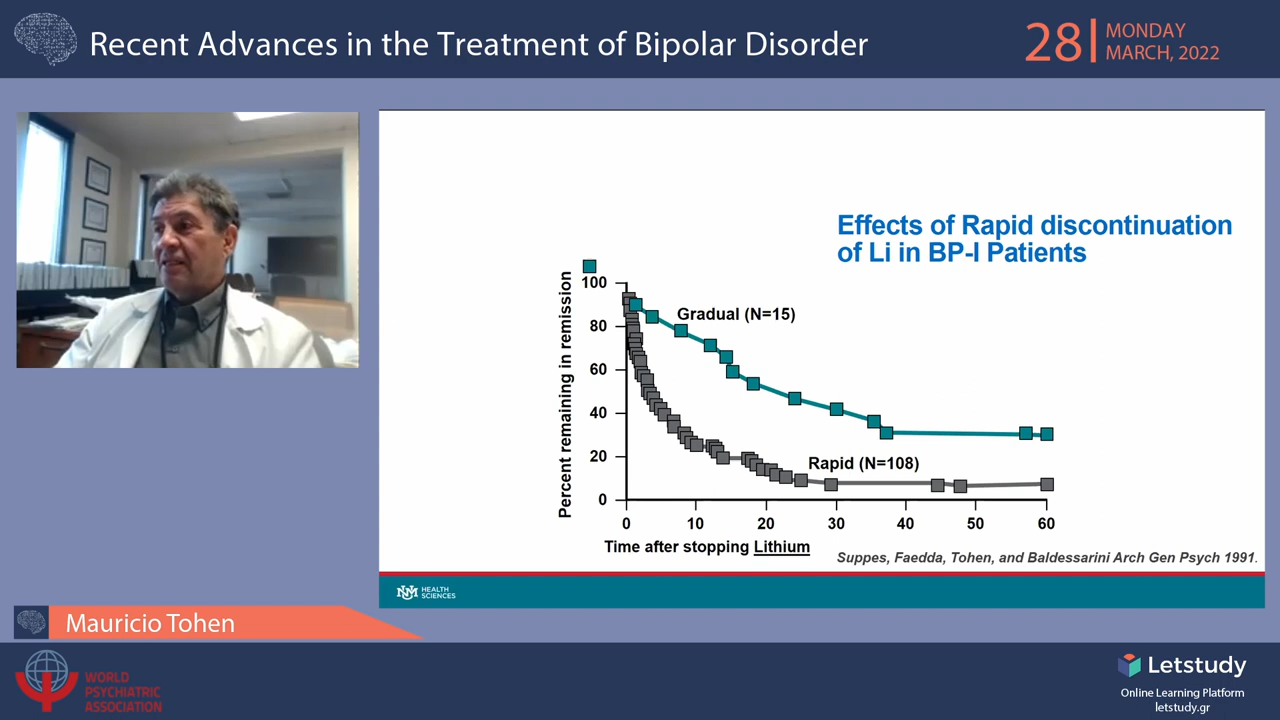 Recent Advances in the Treatment of Bipolar Disorder
28
MONDAY
MARCH, 2022
Effects of Rapid discontinuation
of Li in BP-I Patients
Percent remaining in remission
100
80
60
40
20
0
Gradual (N=15)
Rapid (N=108)
0 10 20 30 40 50 60
Time after stopping Lithium
Suppes, Faedda, Tohen, and Baldessarini Arch Gen Psych 1991.
UNM HEALTH
SCIENCES
Mauricio Tohen
WORLD
PSYCHIATRIC
ASSOCIATION
Letstudy
Online Learning Platform
letstudy.gr